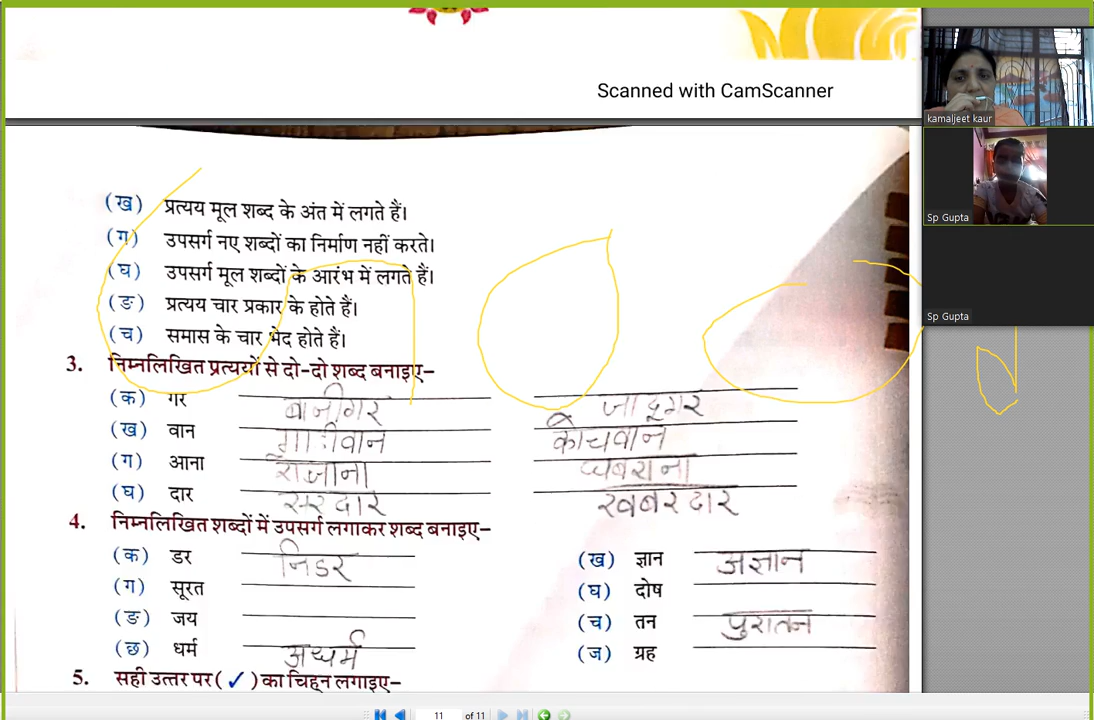 Scanned with CamScanner
kamaljeet kaur
Sp Gupta
Sp Gupta
(ख) प्रत्यय मूल शब्द के अंत में लगते हैं।
(ग) उपसर्ग नए शब्दों का निर्माण नहीं करते।
(घ) उपसर्ग मूल शब्दों के आरंभ में लगते हैं।
(ङ) प्रत्यय चार प्रकार के होते हैं।
(च) समास के चार भेद होते हैं।
3. निम्नलिखित प्रत्ययों से दो-दो शब्द बनाइए–
(क) गर बाजीगर जादूगर
(ख) वान गाड़ीवान कोचवान
(ग) आना रोजाना घबराना
(घ) दार सरदार खबरदार
4. निम्नलिखित शब्दों में उपसर्ग लगाकर शब्द बनाइए–
(क) डर निडर (ख) ज्ञान अज्ञान
(ग) सूरत (घ) दोष
(ङ) जय (च) तन पुरातन
(छ) धर्म अधर्म (ज) ग्रह
5. सही उत्तर पर (✓) का चिह्न लगाइए–
11 of 11